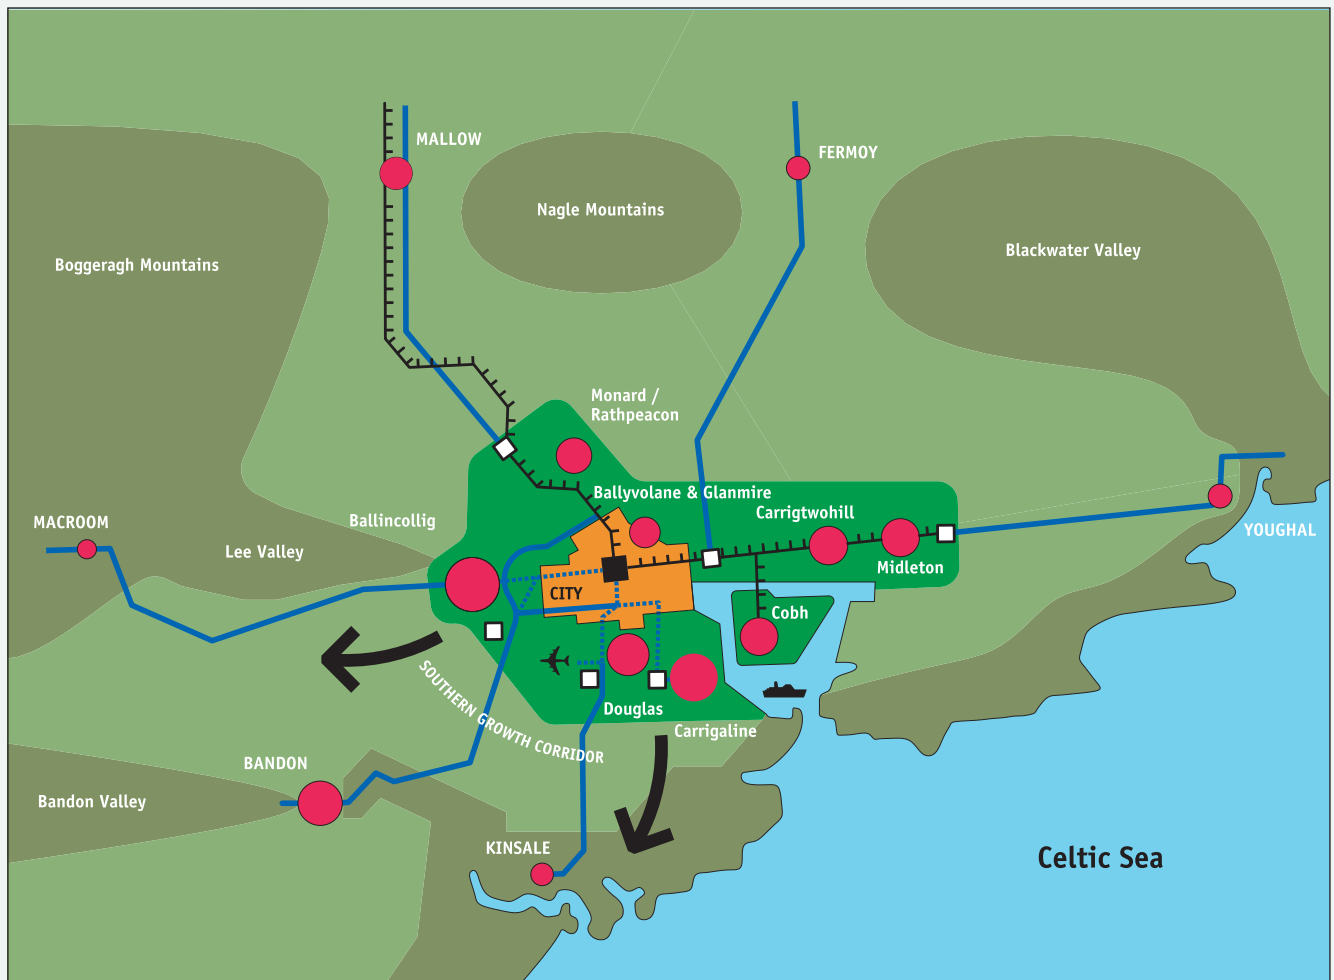 MALLOW
FERMOY
Nagle Mountains
Blackwater Valley
Boggeragh Mountains
Monard /
Rathpeacon
Ballyvolane & Glanmire
Carrigtwohill
Ballincollig
MACROOM
YOUGHAL
Lee Valley
Midleton
CITY
Cobh
SOUTHERN GROWTH CORRIDOR
Douglas
Carrigaline
BANDON
Bandon Valley
KINSALE
Celtic Sea